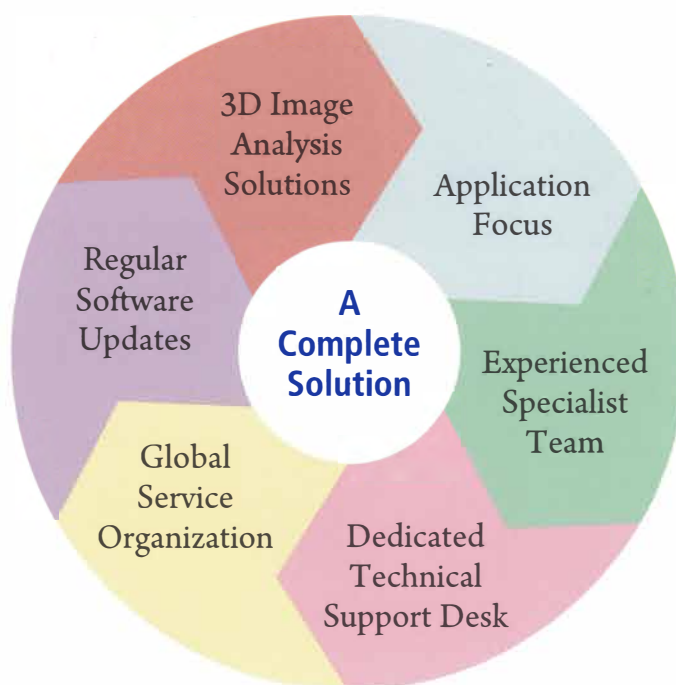 3D Image
Analysis
Solutions
Application
Focus
Experienced
Specialist
Team
Dedicated
Technical
Support Desk
Global
Service
Organization
Regular
Software
Updates
A
Complete
Solution